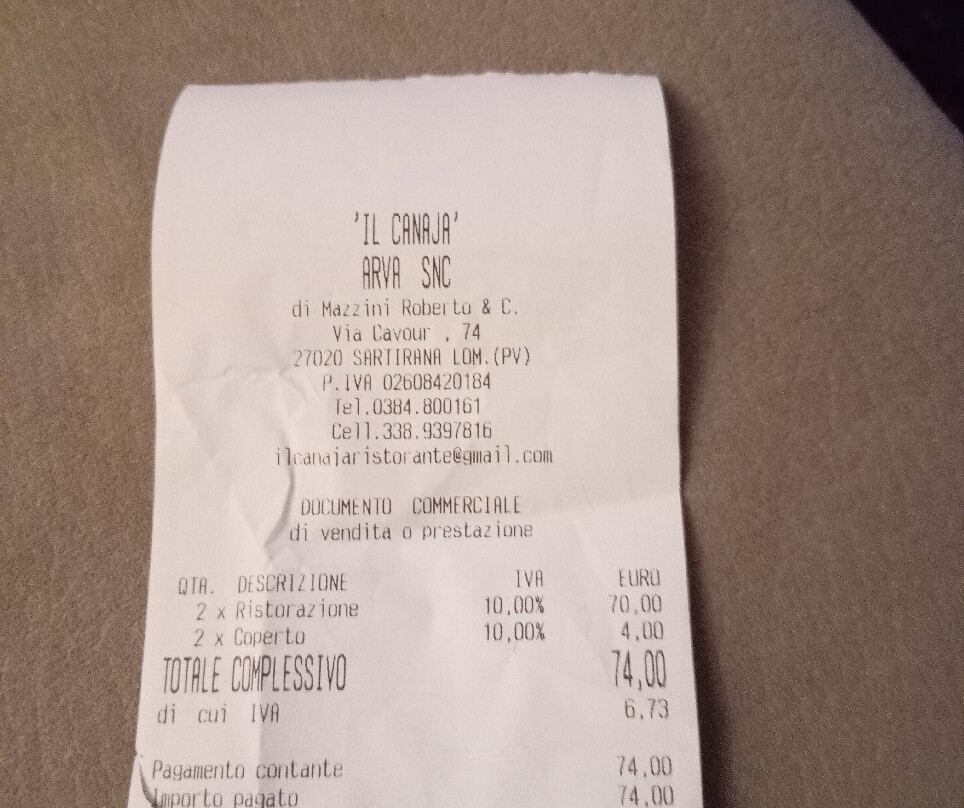 'IL CANAJA'
ARVA SNC
di Mazzini Roberto & C.
Via Cavour , 74
27020 SARTIRANA LOM.(PV)
P.IVA 02608420184
Tel.0384.800161
Cell.338.9397816
ilcanajaristorante@gmail.com
DOCUMENTO COMMERCIALE
di vendita o prestazione
QTA. DESCRIZIONE IVA EURO
2 x Ristorazione 10,00% 70,00
2 x Coperto 10,00% 4,00
TOTALE COMPLESSIVO 74,00
di cui IVA 6,73
Pagamento contante 74,00
Importo pagato 74,00